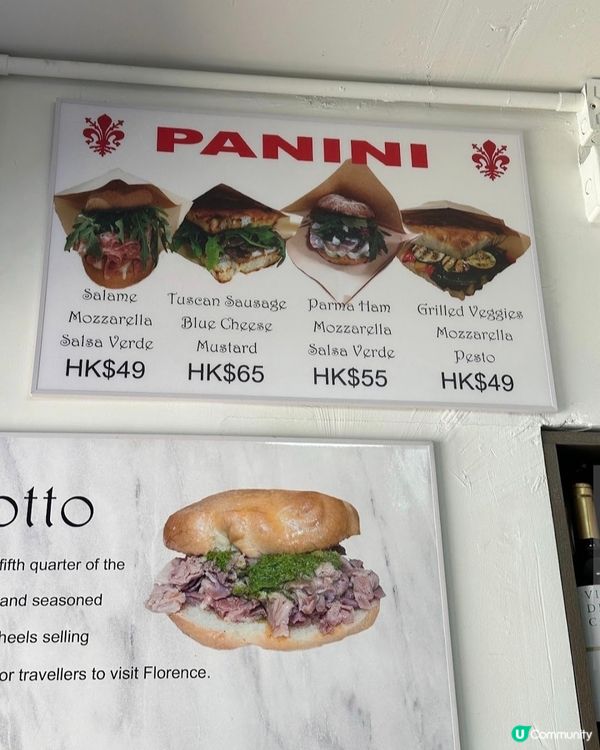 PANINI
Salame
Mozzarella
Salsa Verde
HK$49
Tuscan Sausage
Blue Cheese
Mustard
HK$65
Parma Ham
Mozzarella
Salsa Verde
HK$55
Grilled Veggies
Mozzarella
Pesto
HK$49
otto
fifth quarter of the
and seasoned
heels selling
or travellers to visit Florence.
VI
D
C
U Community